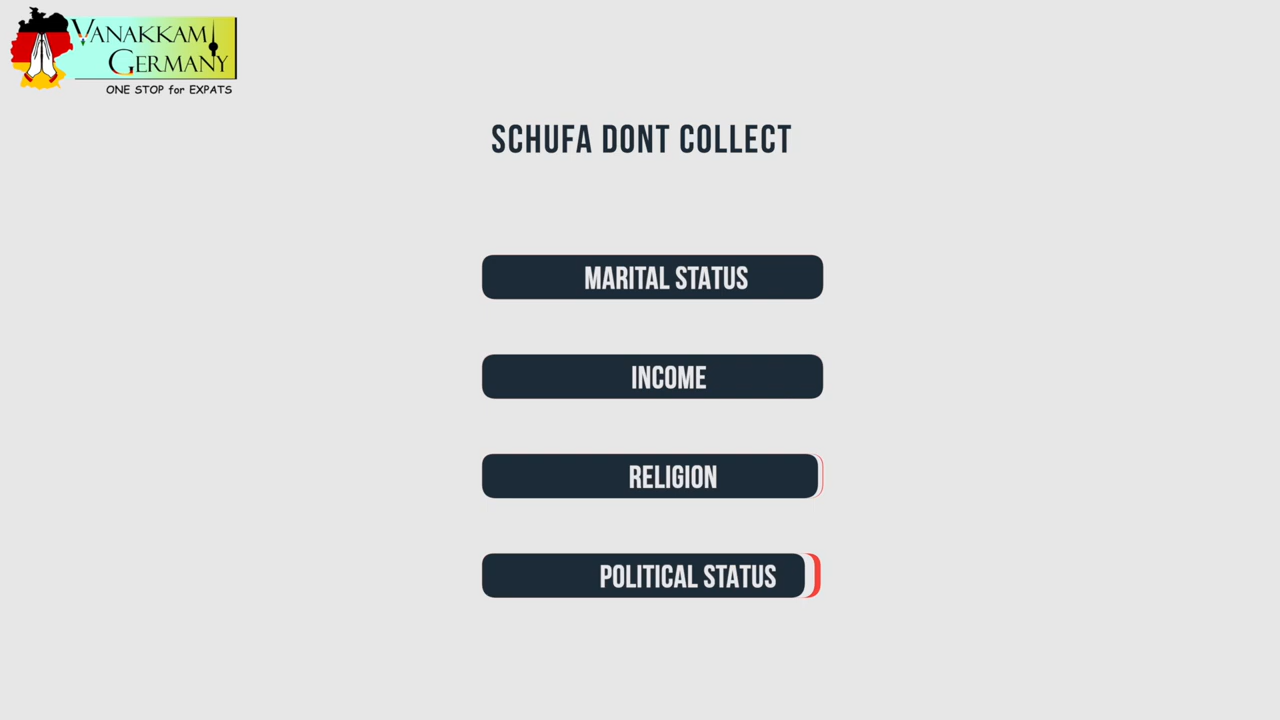 VANAKKAM
GERMANY
ONE STOP for EXPATS
SCHUFA DONT COLLECT
MARITAL STATUS
INCOME
RELIGION
POLITICAL STATUS